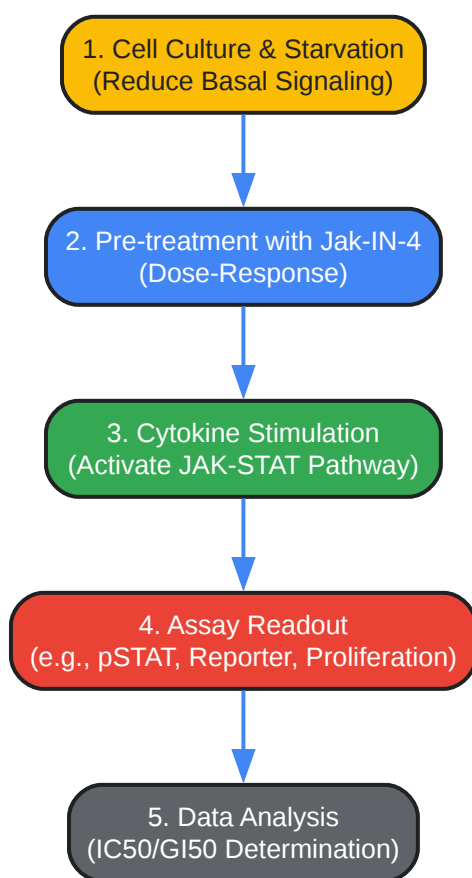 1. Cell Culture & Starvation
(Reduce Basal Signaling)
2. Pre-treatment with Jak-IN-4
(Dose-Response)
3. Cytokine Stimulation
(Activate JAK-STAT Pathway)
4. Assay Readout
(e.g., pSTAT, Reporter, Proliferation)
5. Data Analysis
(IC50/GI50 Determination)